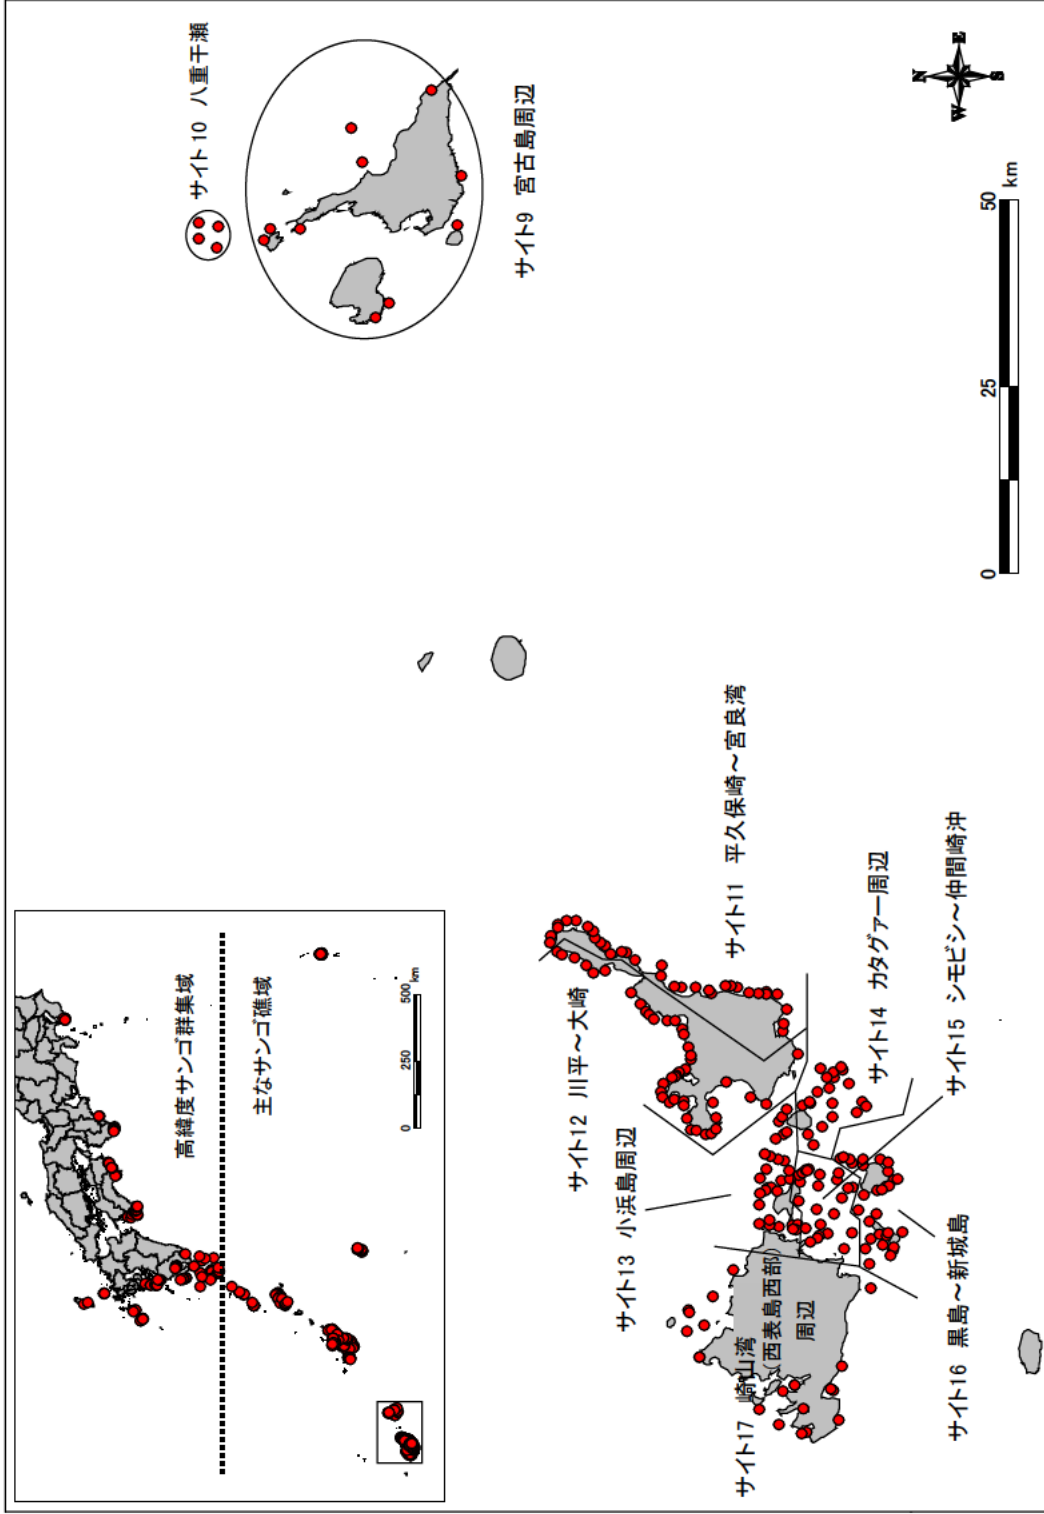 高緯度サンゴ群集域
主なサンゴ礁域
0 250 500 km
サイト10 八重干瀬
サイト9 宮古島周辺
サイト11 平久保崎～宮良湾
サイト12 川平～大崎
サイト13 小浜島周辺
サイト14 カタグァー周辺
サイト15 シモビシ～仲間崎沖
サイト16 黒島～新城島
サイト17 崎山湾
(西表島西部
周辺
N
W E
S
0 25 50
km